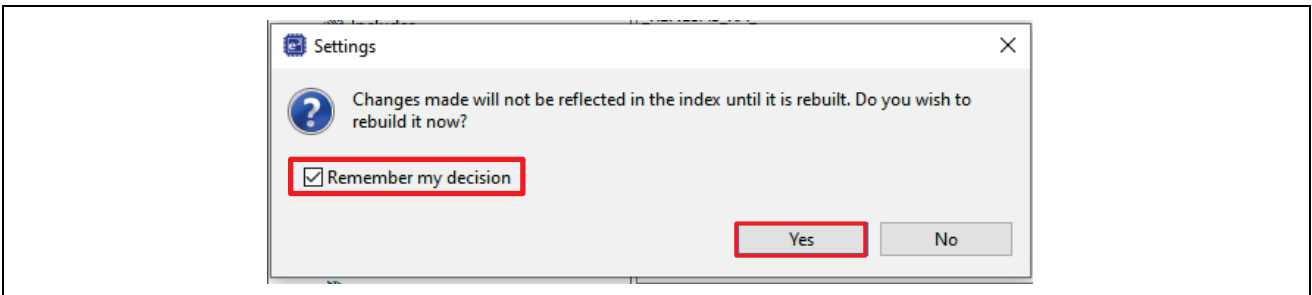 Settings
Changes made will not be reflected in the index until it is rebuilt. Do you wish to
rebuild it now?
Remember my decision
Yes
No